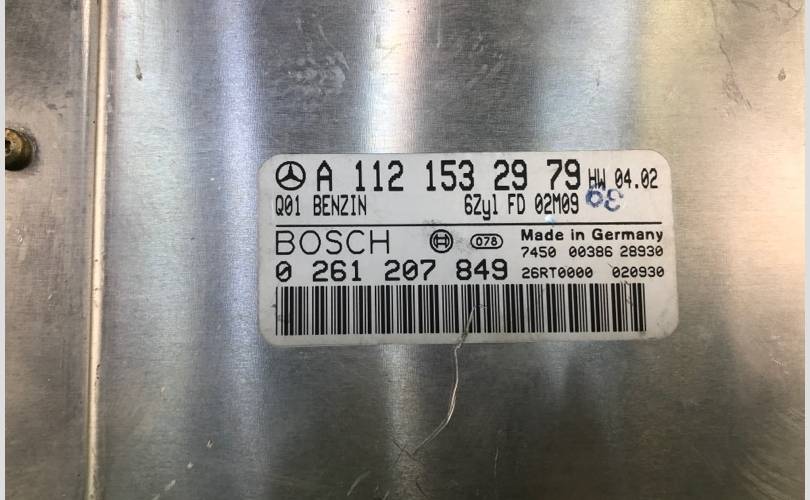 A 112 153 29 79 HW 04.02
Q01 BENZIN 6Zyl FD 02M09
BOSCH 078 Made in Germany
7450 00386 28930
0 261 207 849 26RT0000 020930